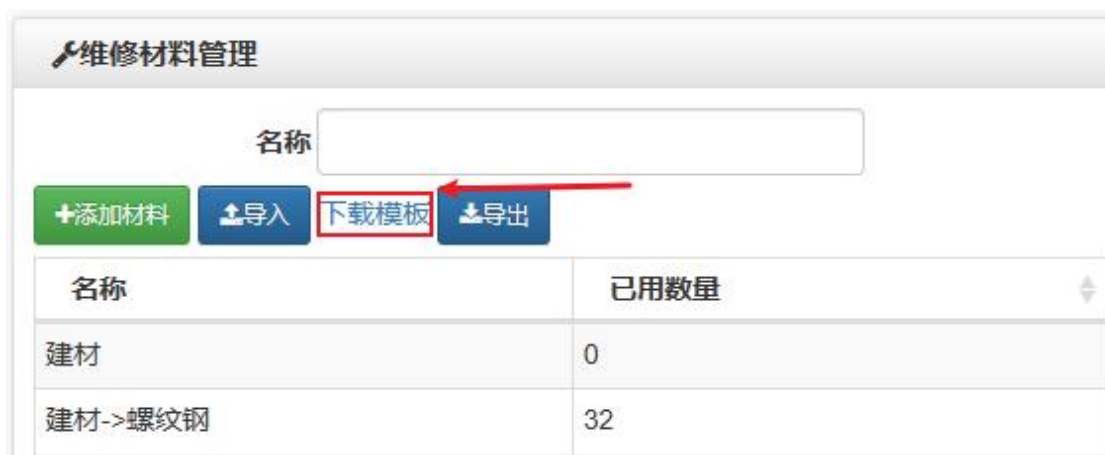 维修材料管理
名称
+添加材料 导入 下载模板 导出
名称 已用数量
建材 0
建材->螺纹钢 32